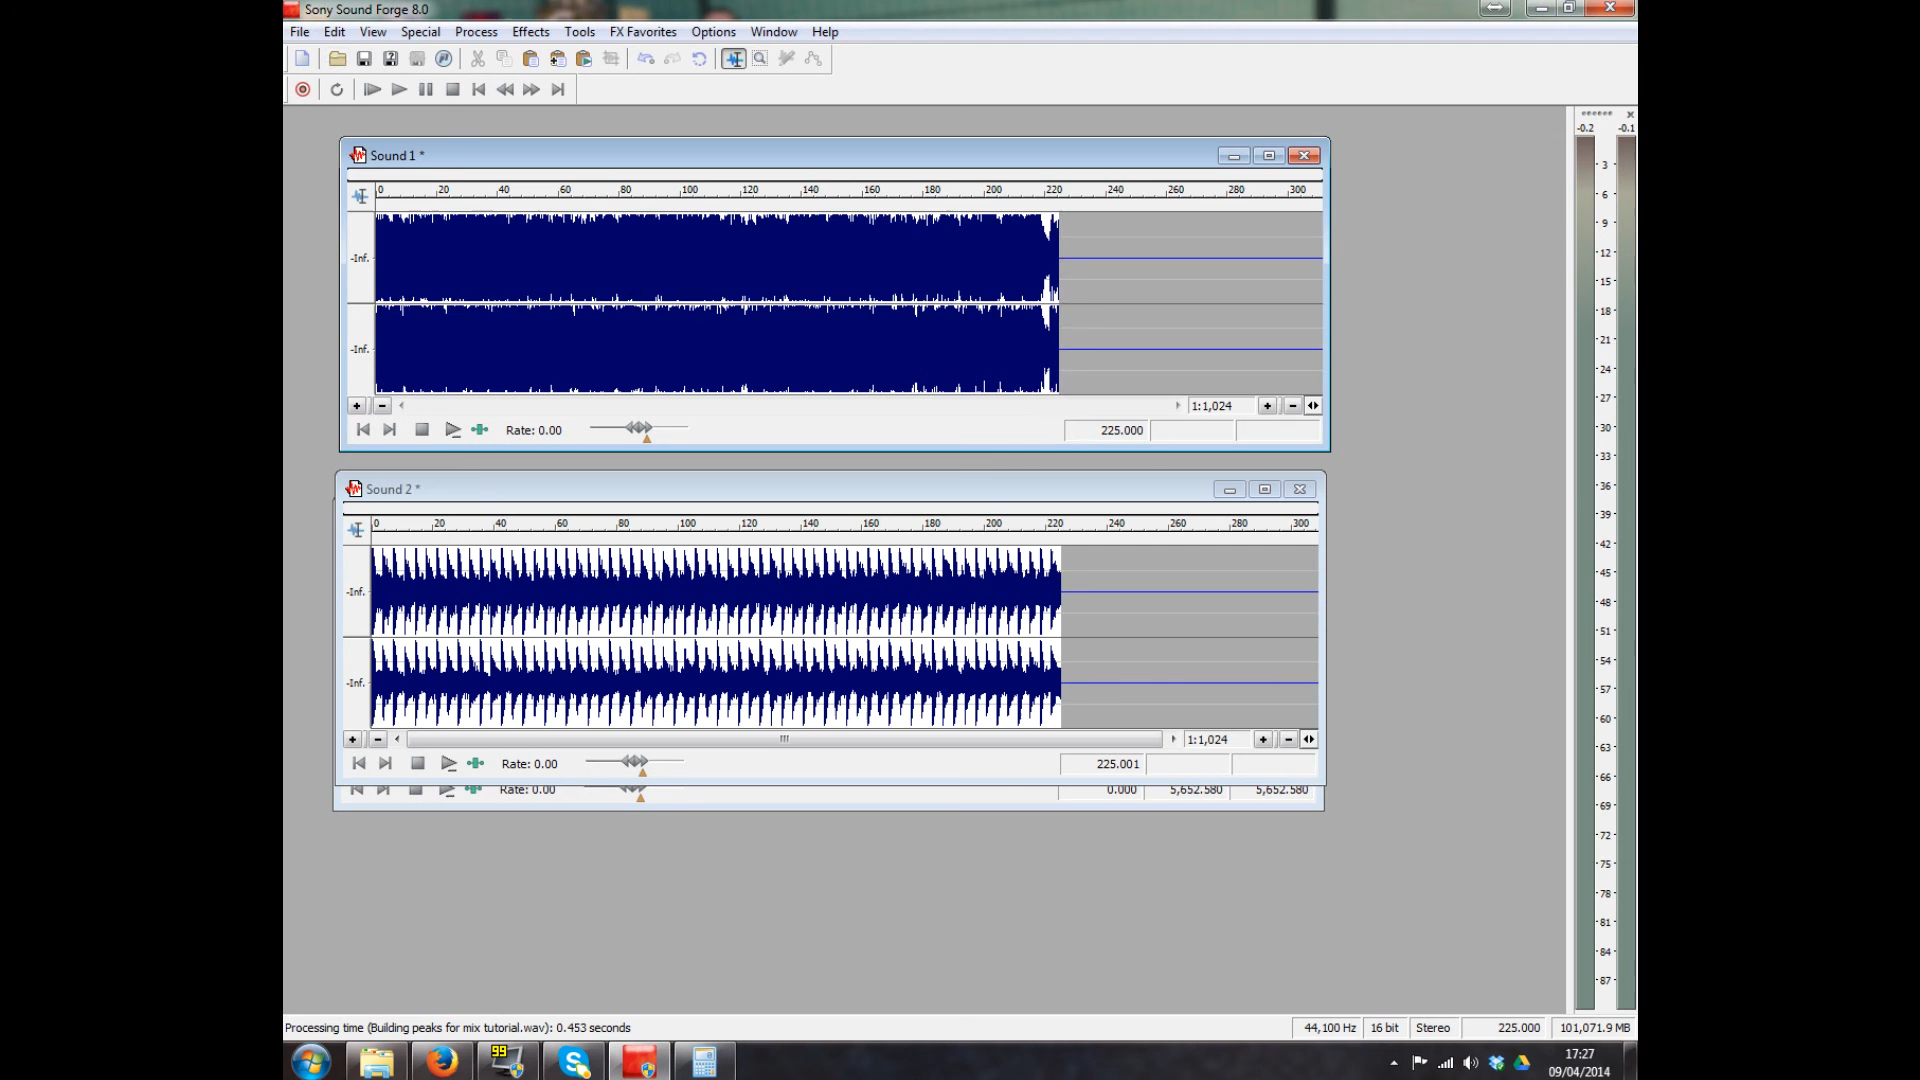 Sony Sound Forge 8.0
File Edit View Special Process Effects Tools FX Favorites Options Window Help
-0.2 -0.1
Sound 1 *
0 20 40 60 80 100 120 140 160 180 200 220 240 260 280 300
-Inf.
-Inf.
1:1,024
Rate: 0.00 225.000
Sound 2 *
0 20 40 60 80 100 120 140 160 180 200 220 240 260 280 300
-Inf.
-Inf.
1:1,024
Rate: 0.00 225.001
Rate: 0.00 0.000 5,652.580 5,652.580
3
6
9
12
15
18
21
24
27
30
33
36
39
42
45
48
51
54
57
60
63
66
69
72
75
78
81
84
87
Processing time (Building peaks for mix tutorial.wav): 0.453 seconds 44,100 Hz 16 bit Stereo 225.000 101,071.9 MB
99
17:27
09/04/2014